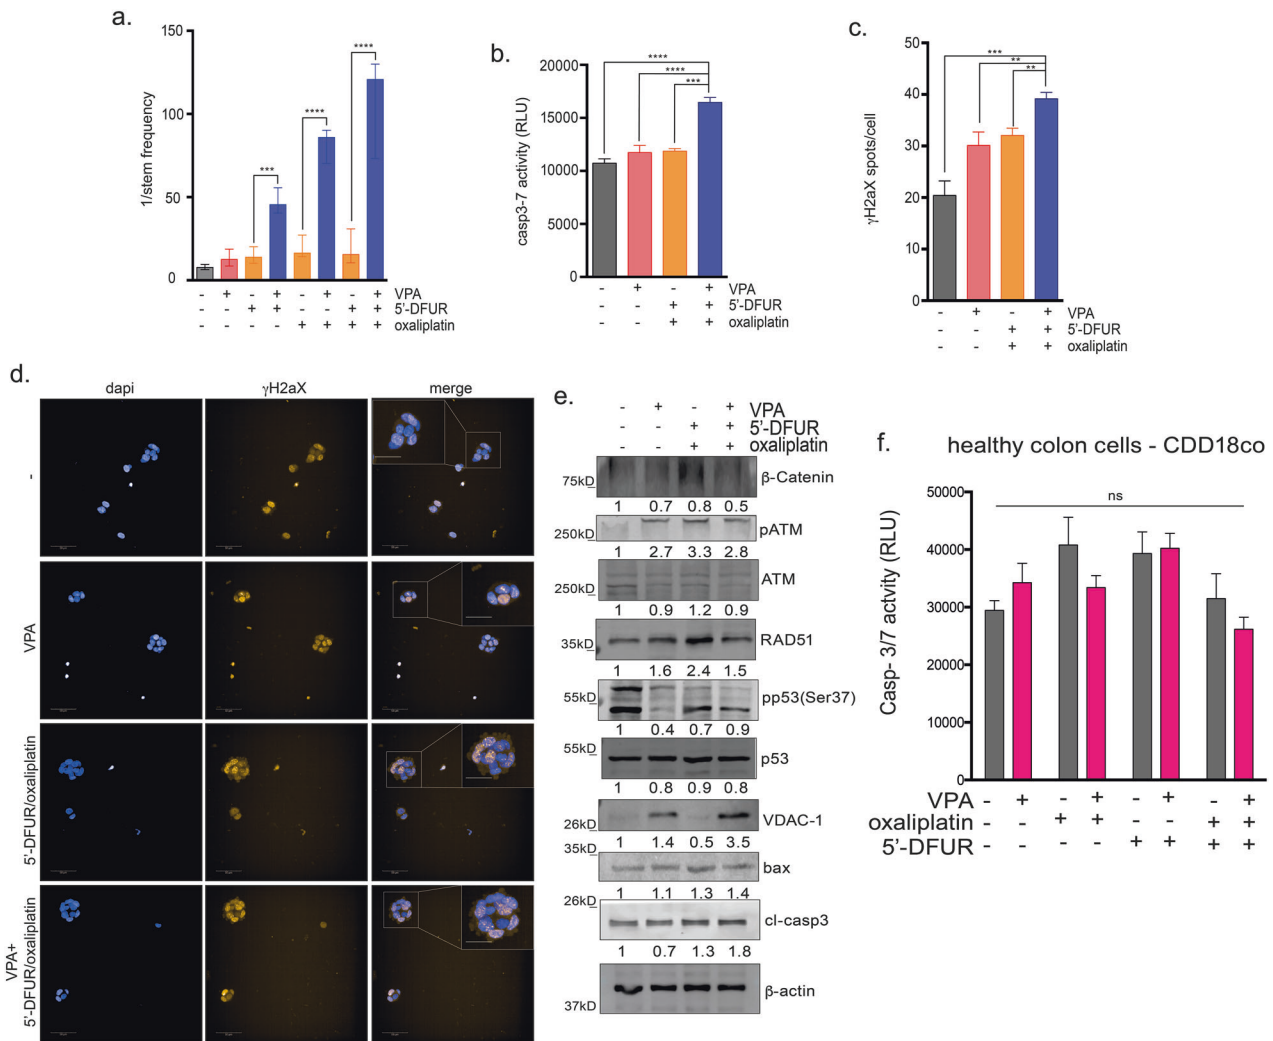 a.
150
100
50
0
1/stem frequency
***
****
****
- + - + - + - + VPA
- - + + - - + + 5'-DFUR
- - - - + + + + oxaliplatin
b.
20000
15000
10000
5000
0
casp3-7 activity (RLU)
****
****
***
- + - + VPA
- - + + 5'-DFUR
- - + + oxaliplatin
c.
50
40
30
20
10
0
γH2aX spots/cell
***
**
**
- + - + VPA
- - + + 5'-DFUR
- - + + oxaliplatin
d.
dapi γH2aX merge
-
VPA
5'-DFUR/oxaliplatin
VPA+
5'-DFUR/oxaliplatin
e.
- + - + VPA
- - + + 5'-DFUR
- - + + oxaliplatin
75kD β-Catenin
1 0.7 0.8 0.5
250kD pATM
1 2.7 3.3 2.8
250kD ATM
1 0.9 1.2 0.9
35kD RAD51
1 1.6 2.4 1.5
55kD pp53(Ser37)
1 0.4 0.7 0.9
55kD p53
1 0.8 0.9 0.8
26kD VDAC-1
1 1.4 0.5 3.5
35kD bax
1 1.1 1.3 1.4
26kD cl-casp3
1 0.7 1.3 1.8
37kD β-actin
f.
healthy colon cells - CDD18co
50000
40000
30000
20000
10000
0
Casp- 3/7 actvity (RLU)
ns
VPA - + - + - + - +
oxaliplatin - - + + - - + +
5'-DFUR - - - - + + + +